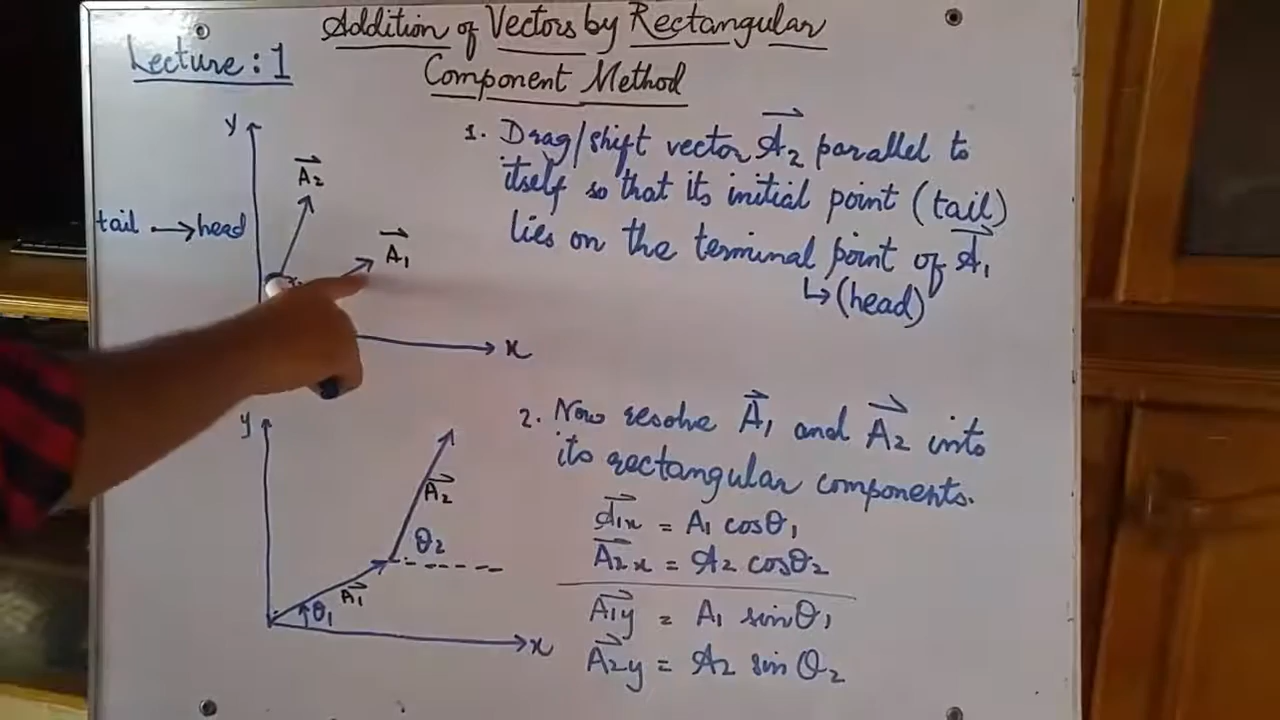 Addition of Vectors by Rectangular
Component Method
Lecture : 1
y
A₂
tail → head
A₁
x
1. Drag/shift vector A₂ parallel to
itself so that its initial point (tail)
lies on the terminal point of A₁
↳ (head)
y
A₂
θ₂
A₁
θ₁
x
2. Now resolve A₁ and A₂ into
its rectangular components.
A₁ₓ = A₁ cosθ₁
A₂ₓ = A₂ cosθ₂
A₁y = A₁ sinθ₁
A₂y = A₂ sin θ₂